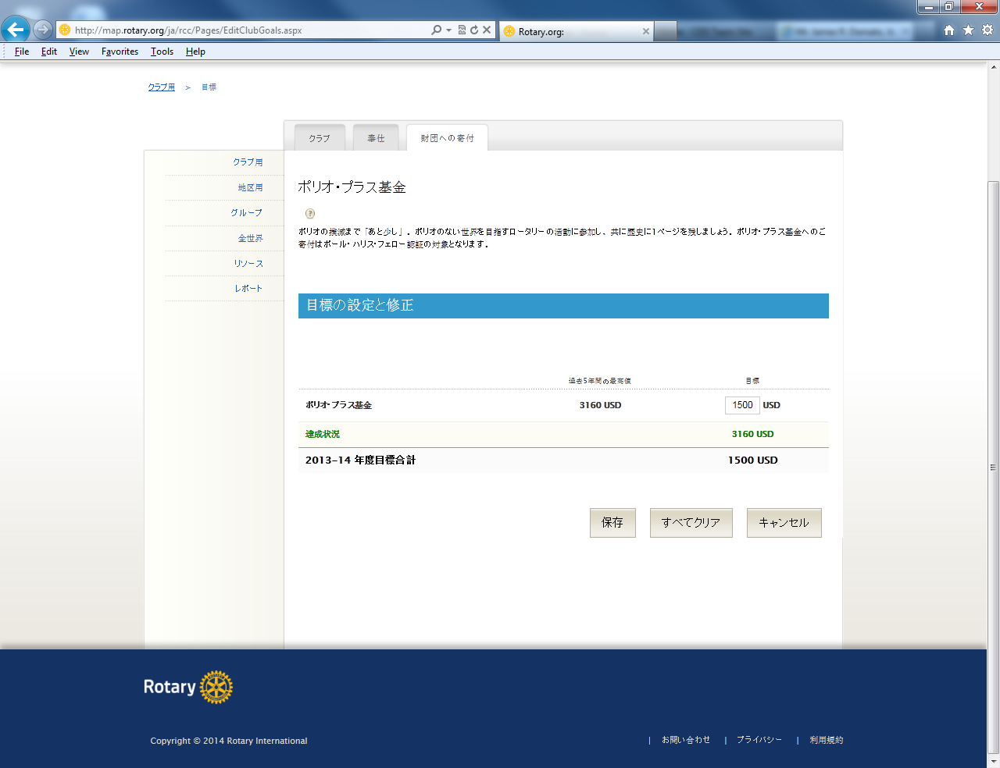 http://map.rotary.org/ja/rcc/Pages/EditClubGoals.aspx
Rotary.org:
File Edit View Favorites Tools Help
クラブ用 > 目標
クラブ 奉仕 財団への寄付
クラブ用
地区用
グループ
全世界
リソース
レポート
ポリオ・プラス基金
?
ポリオの撲滅まで「あと少し」。ポリオのない世界を目指すロータリーの活動に参加し、共に歴史に1ページを残しましょう。ポリオ・プラス基金へのご
寄付はポール・ハリス・フェロー認証の対象となります。
目標の設定と修正
過去5年間の最高値 目標
ポリオ・プラス基金 3160 USD 1500 USD
達成状況 3160 USD
2013-14 年度目標合計 1500 USD
保存 すべてクリア キャンセル
Rotary
Copyright © 2014 Rotary International
| お問い合わせ | プライバシー | 利用規約